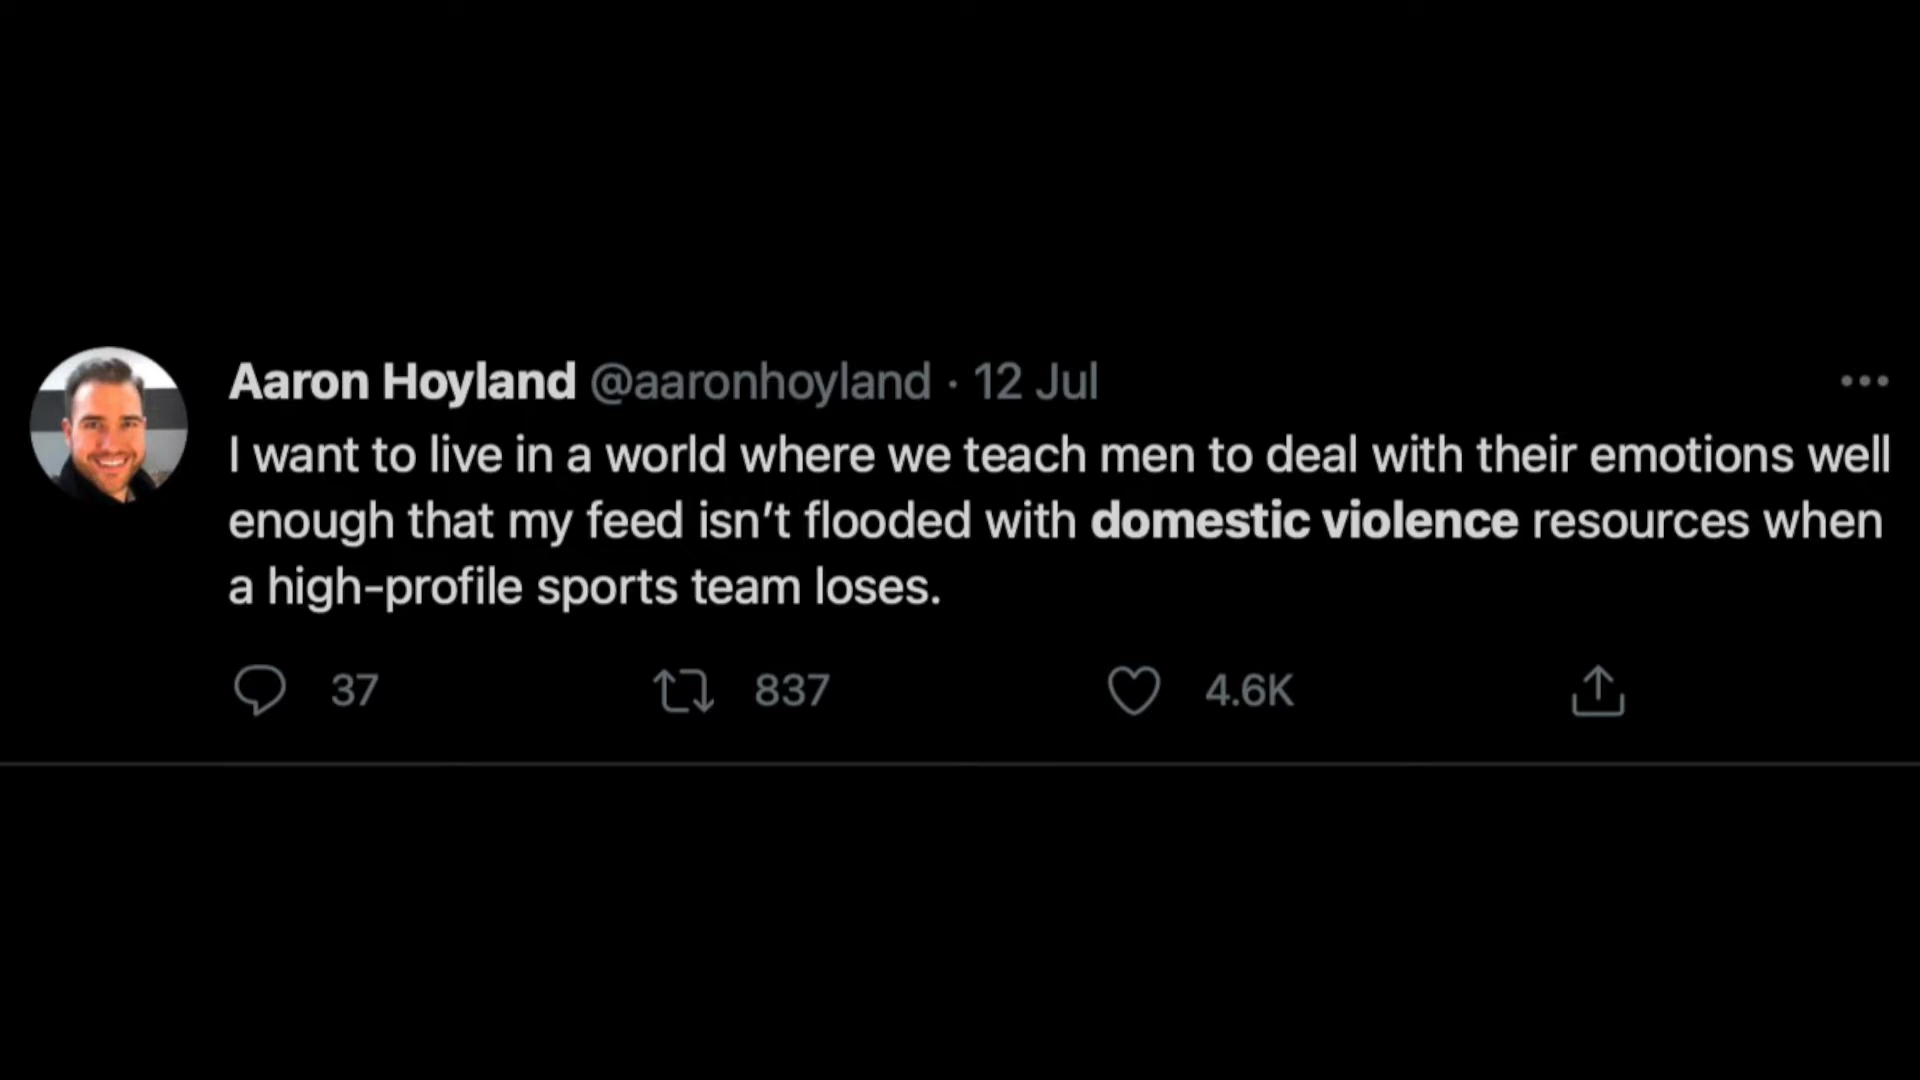 Aaron Hoyland @aaronhoyland · 12 Jul
I want to live in a world where we teach men to deal with their emotions well
enough that my feed isn’t flooded with domestic violence resources when
a high-profile sports team loses.
37 837 4.6K